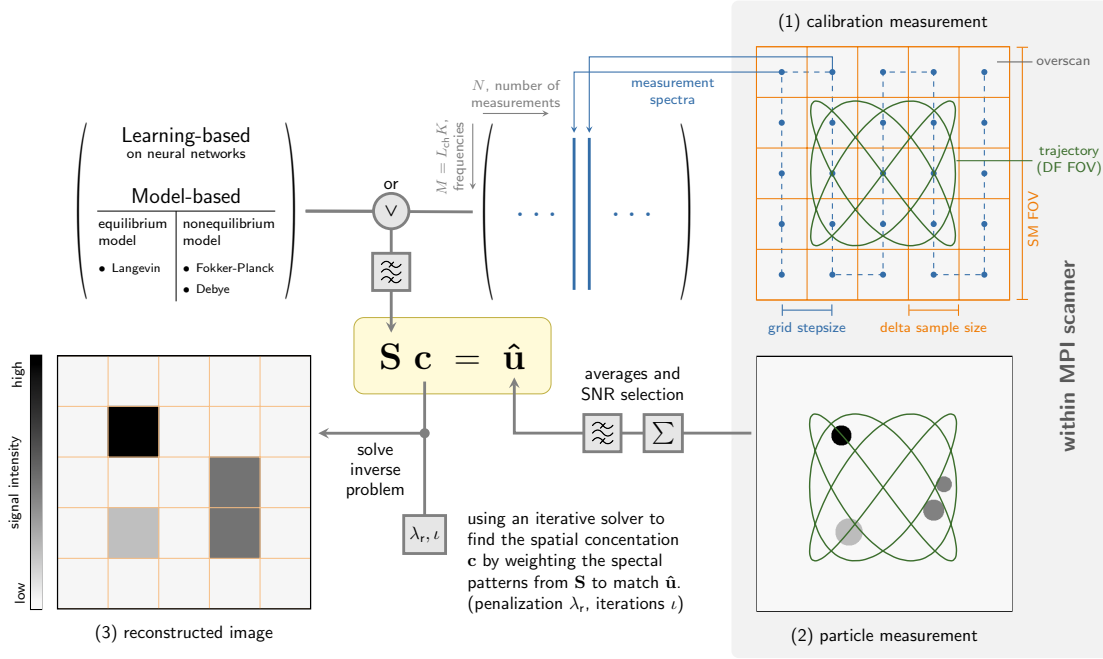 (1) calibration measurement
overscan
trajectory
(DF FOV)
SM FOV
grid stepsize
delta sample size
within MPI scanner
measurement
spectra
N, number of
measurements
M = L_ch K,
frequencies
Learning-based
on neural networks
Model-based
equilibrium
model
• Langevin
nonequilibrium
model
• Fokker-Planck
• Debye
or
∨
S c = û
averages and
SNR selection
∑
solve
inverse
problem
λ_r, ι
using an iterative solver to
find the spatial concentation
c by weighting the spectal
patterns from S to match û.
(penalization λ_r, iterations ι)
high
signal intensity
low
(3) reconstructed image
(2) particle measurement